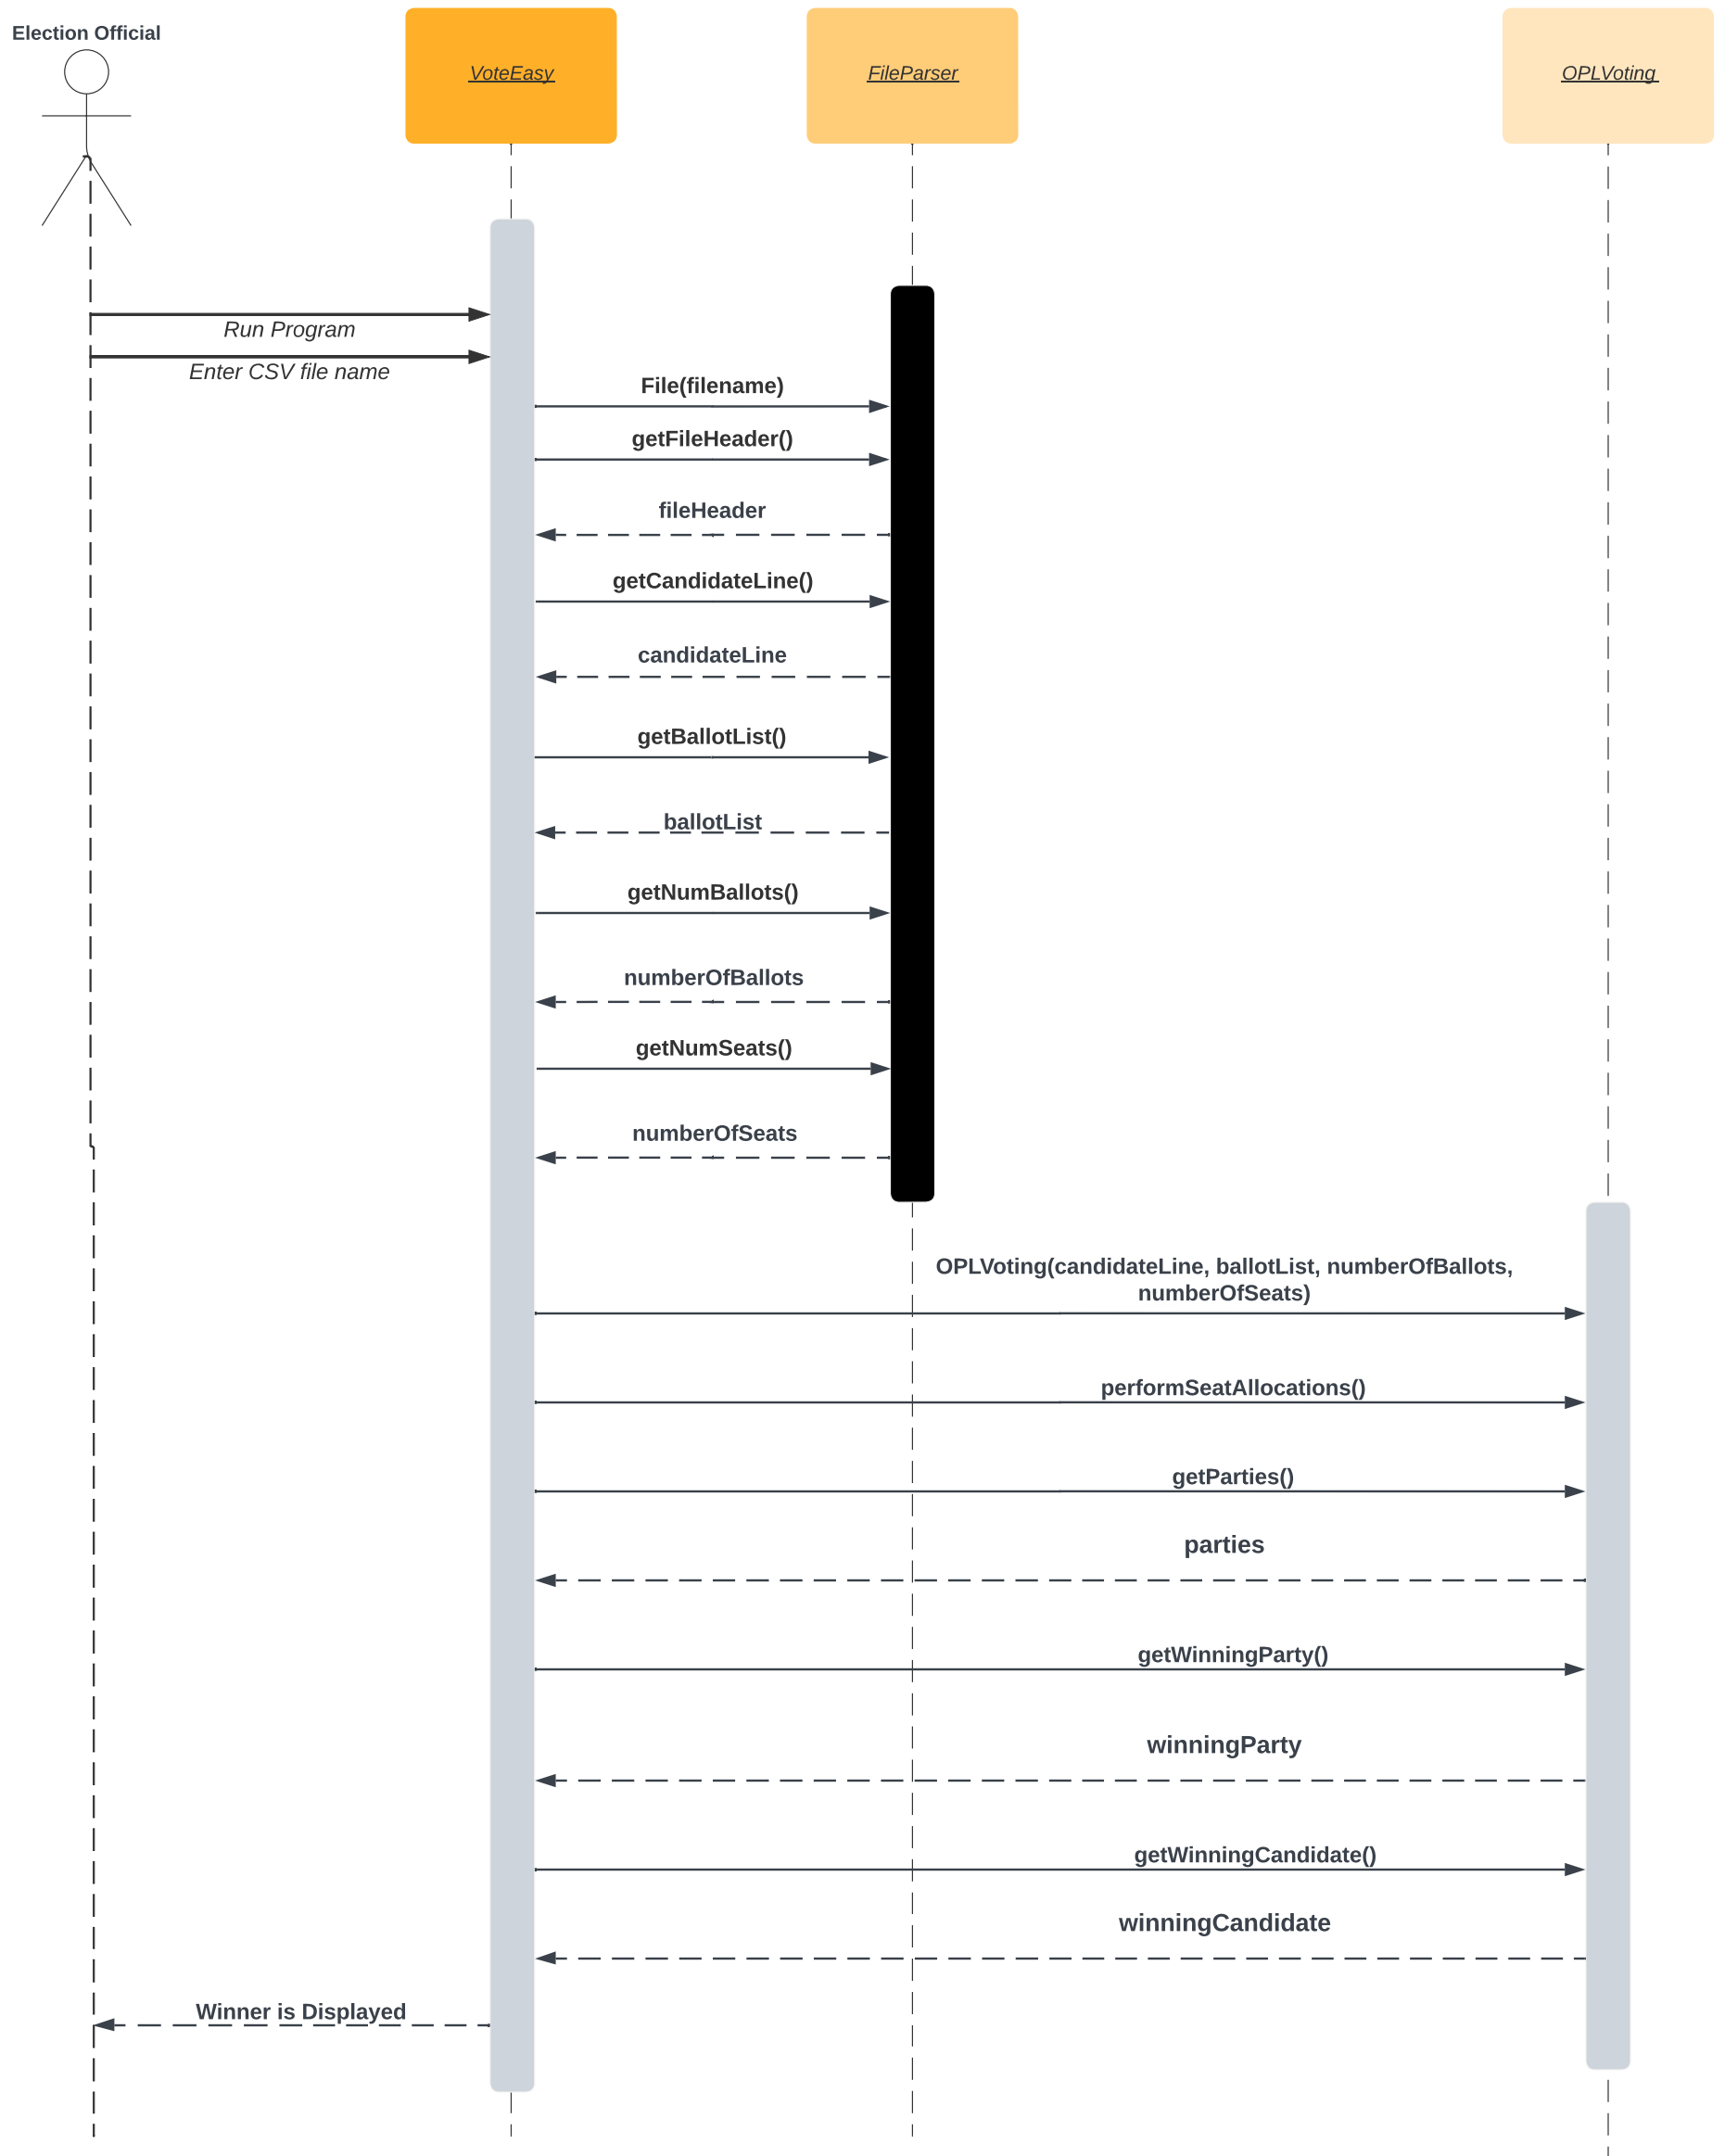 Election Official
VoteEasy
FileParser
OPLVoting
Run Program
Enter CSV file name
File(filename)
getFileHeader()
fileHeader
getCandidateLine()
candidateLine
getBallotList()
ballotList
getNumBallots()
numberOfBallots
getNumSeats()
numberOfSeats
OPLVoting(candidateLine, ballotList, numberOfBallots,
numberOfSeats)
performSeatAllocations()
getParties()
parties
getWinningParty()
winningParty
getWinningCandidate()
winningCandidate
Winner is Displayed